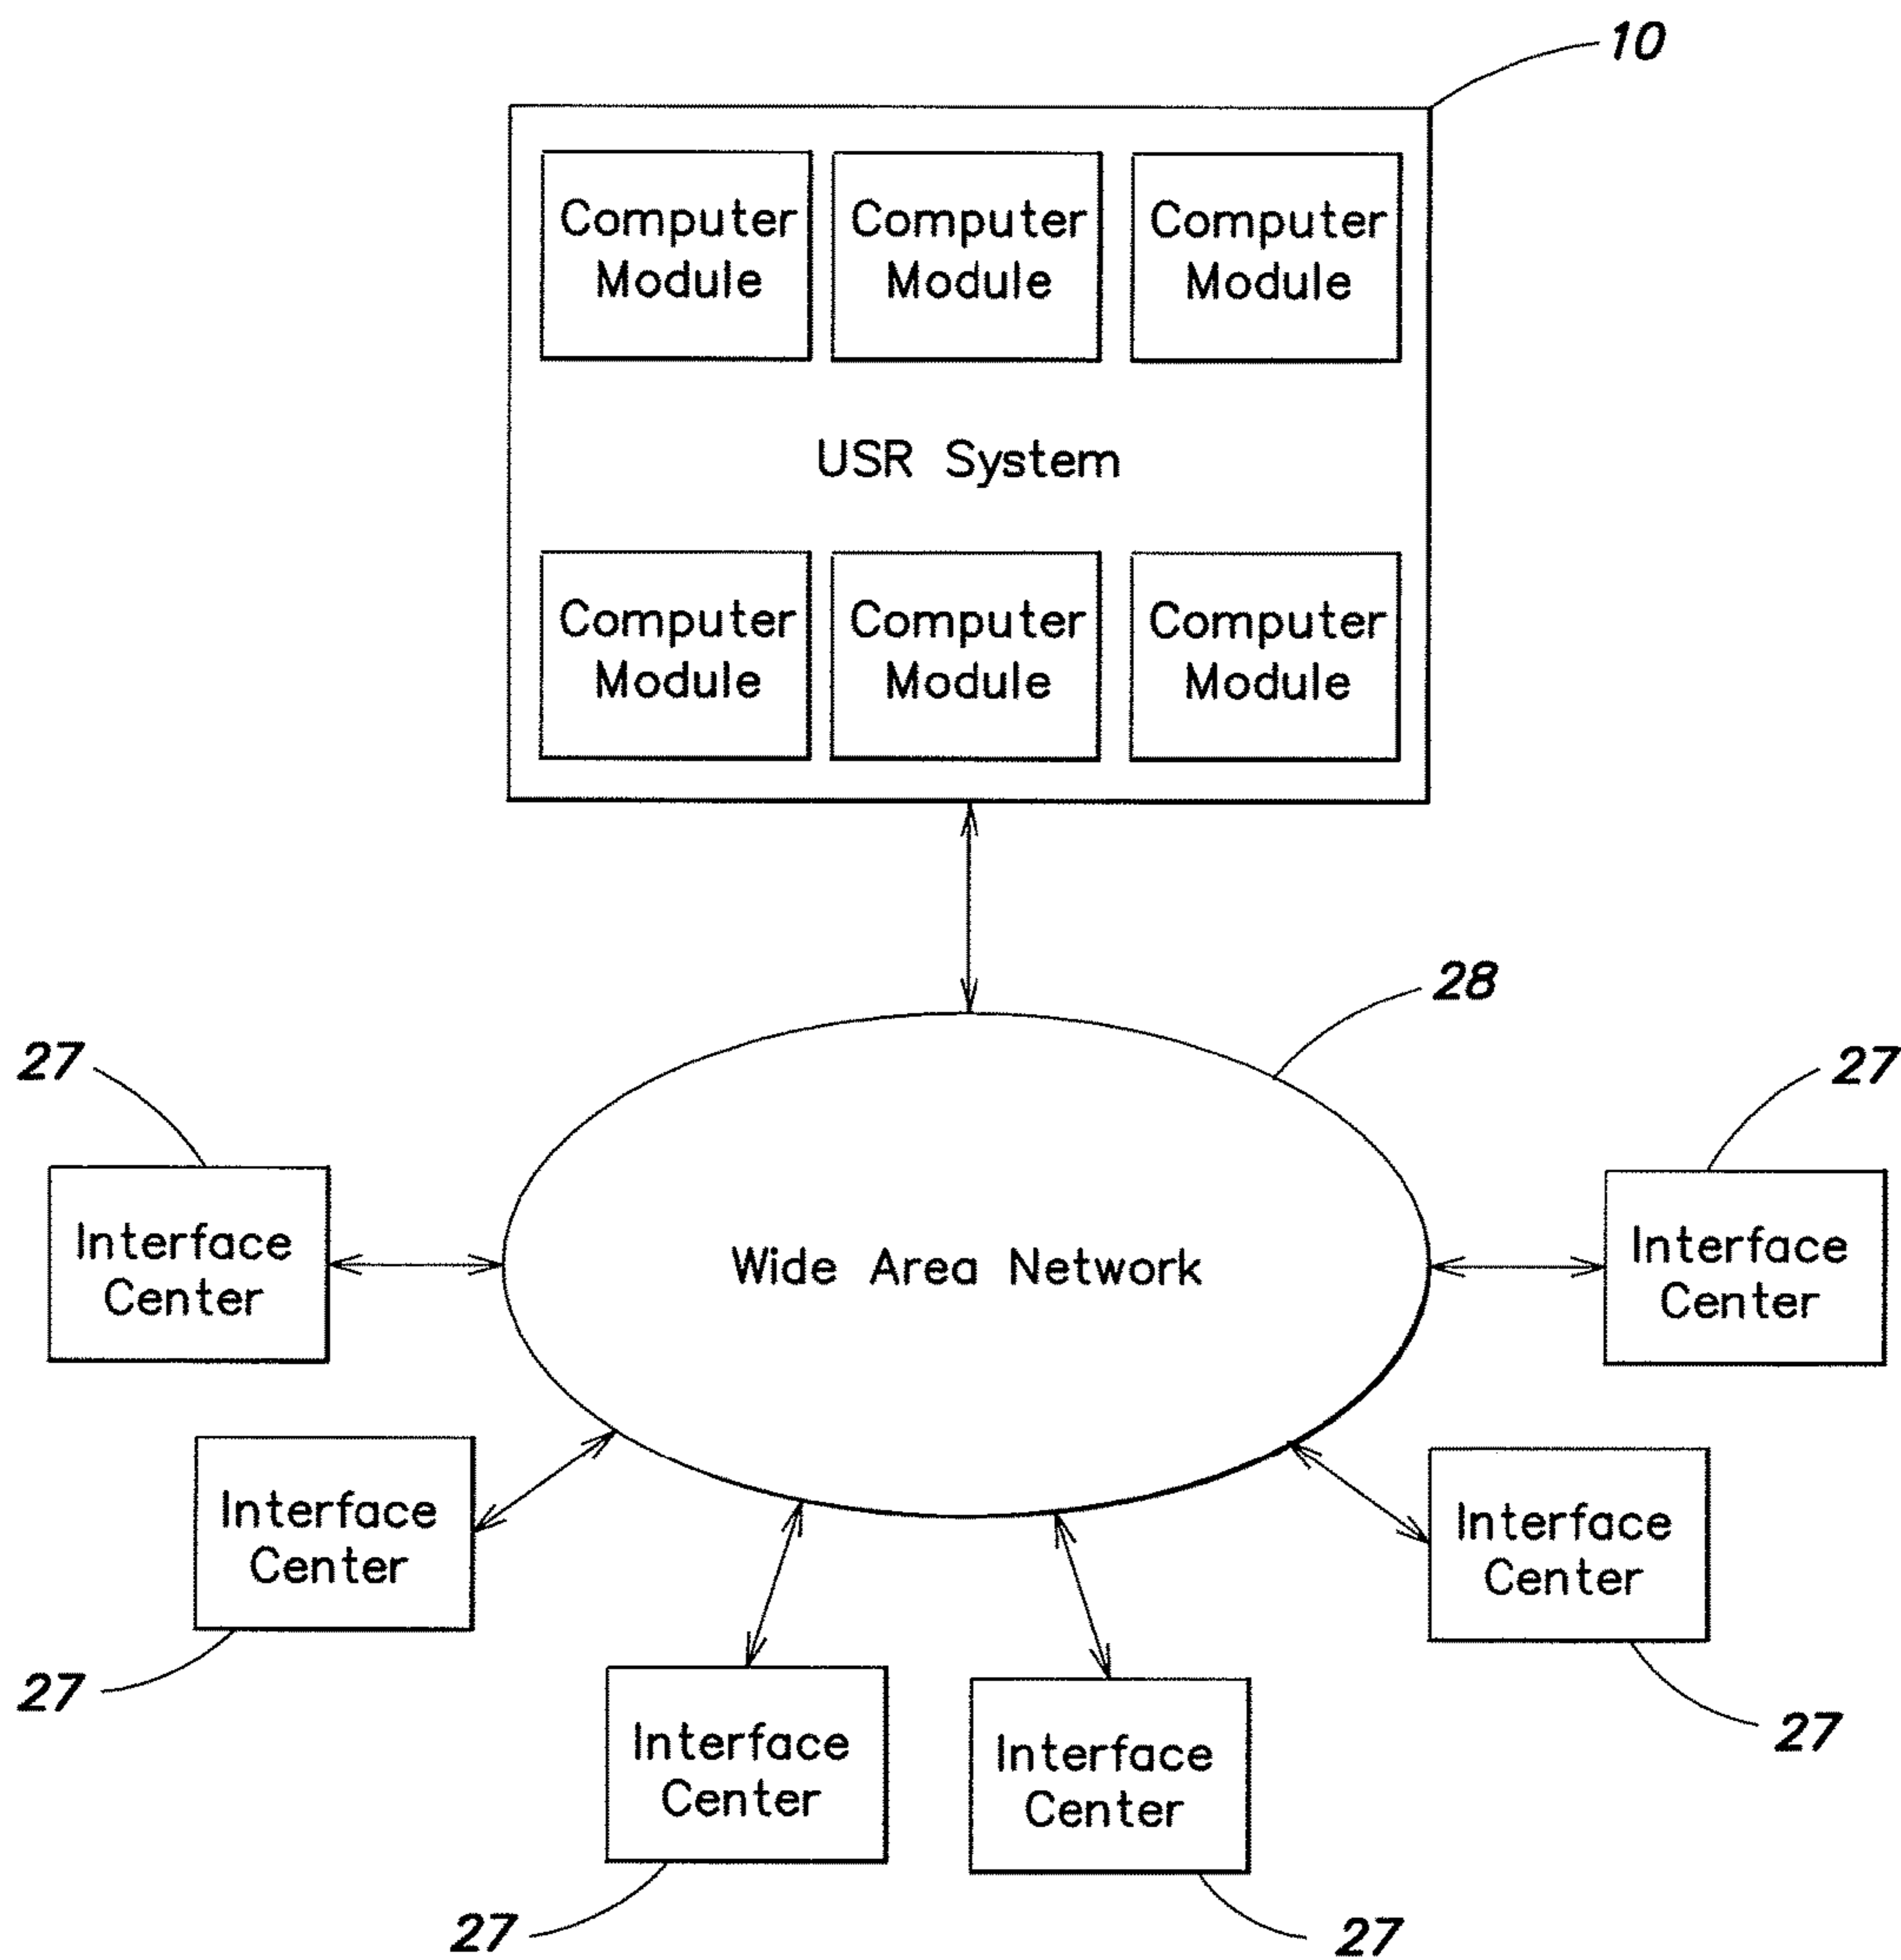 10
Computer Computer Computer
Module Module Module
USR System
Computer Computer Computer
Module Module Module
28
27
27
Interface
Center
Wide Area Network
Interface
Center
Interface
Center
27
Interface
Center
27
Interface
Center
27
Interface
Center
27